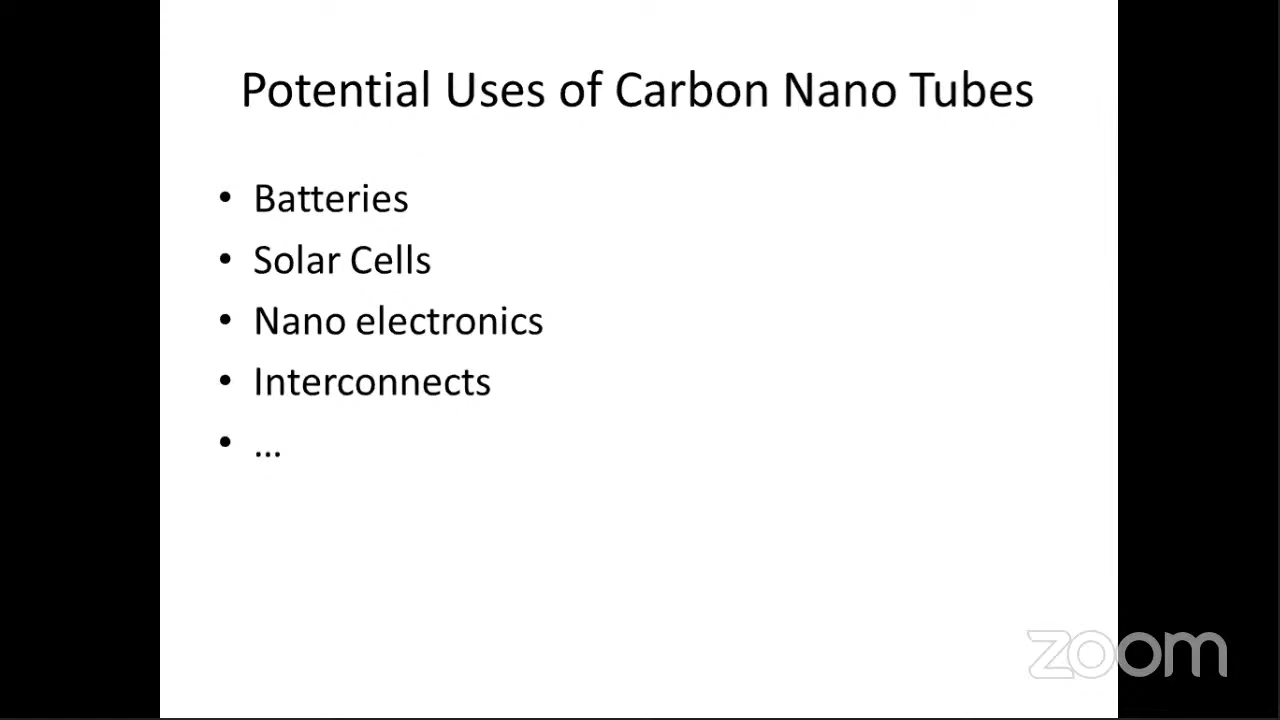 Potential Uses of Carbon Nano Tubes
• Batteries
• Solar Cells
• Nano electronics
• Interconnects
• ...
zoom